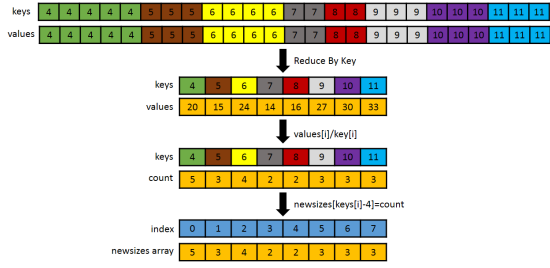 keys 4 4 4 4 4 5 5 5 6 6 6 6 7 7 8 8 9 9 9 10 10 10 11 11 11
values 4 4 4 4 4 5 5 5 6 6 6 6 7 7 8 8 9 9 9 10 10 10 11 11 11
Reduce By Key
keys 4 5 6 7 8 9 10 11
values 20 15 24 14 16 27 30 33
values[i]/key[i]
keys 4 5 6 7 8 9 10 11
count 5 3 4 2 2 3 3 3
newsizes[keys[i]-4]=count
index 0 1 2 3 4 5 6 7
newsizes array 5 3 4 2 2 3 3 3